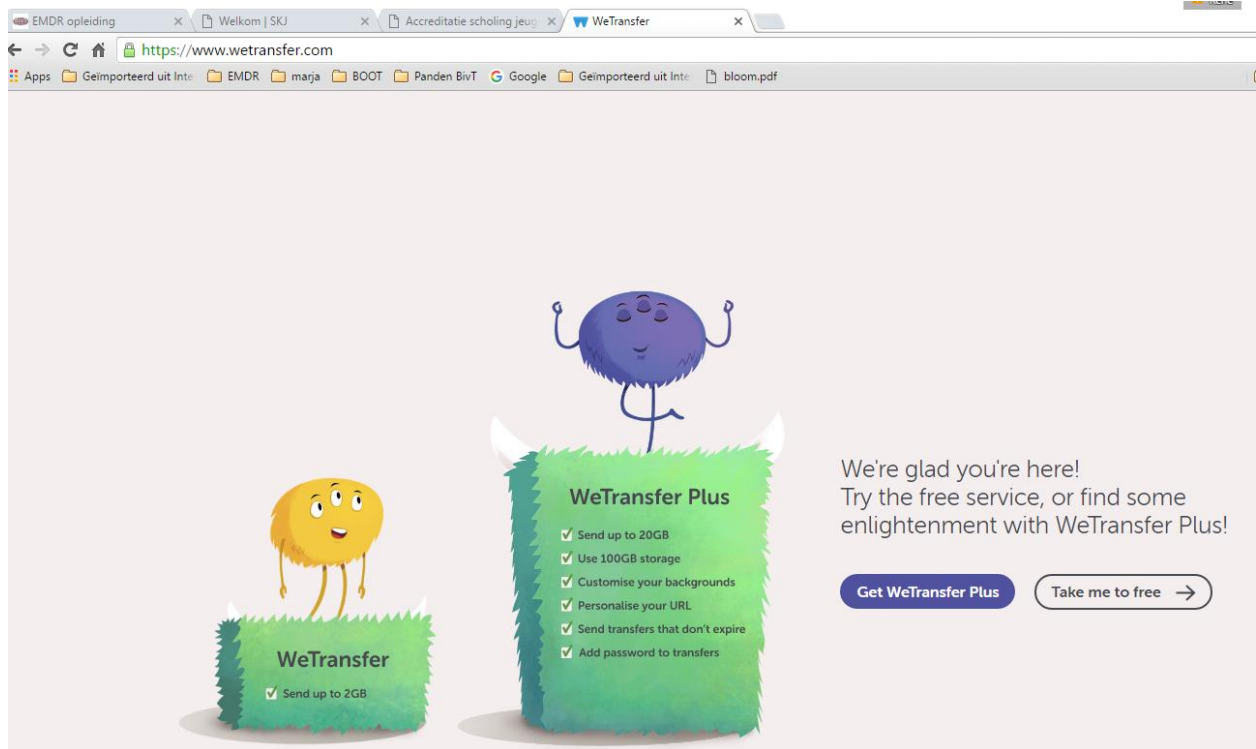 EMDR opleiding
Welkom | SKJ
Accreditatie scholing jeug
WeTransfer
https://www.wetransfer.com
Apps
Geïmporteerd uit Inte
EMDR
marja
BOOT
Panden BivT
Google
Geïmporteerd uit Inte
bloom.pdf
WeTransfer
Send up to 2GB
WeTransfer Plus
Send up to 20GB
Use 100GB storage
Customise your backgrounds
Personalise your URL
Send transfers that don't expire
Add password to transfers
We're glad you're here!
Try the free service, or find some
enlightenment with WeTransfer Plus!
Get WeTransfer Plus
Take me to free